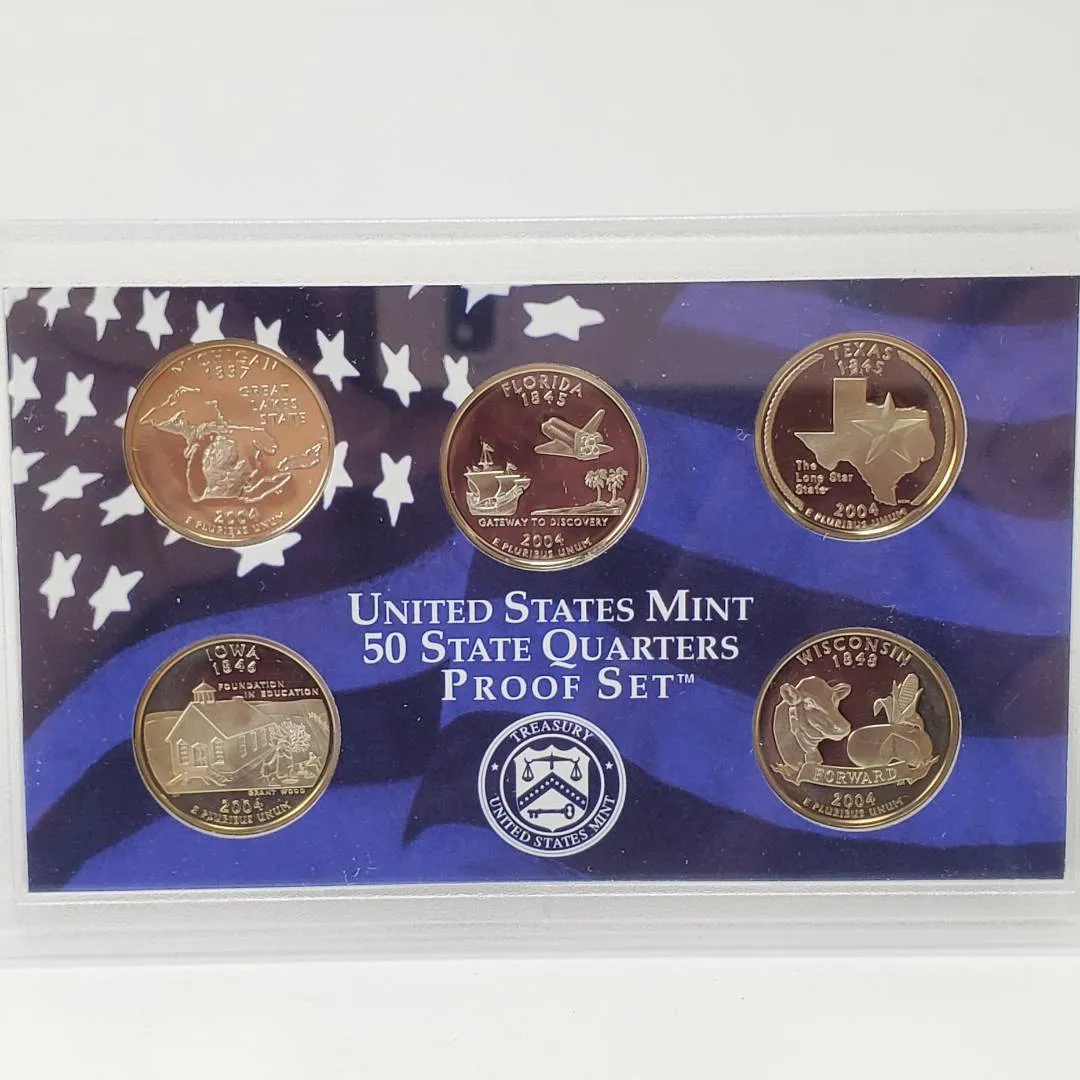 MICHIGAN
1837
GREAT
LAKES
STATE
2004
E PLURIBUS UNUM
FLORIDA
1845
GATEWAY TO DISCOVERY
2004
E PLURIBUS UNUM
TEXAS
1845
The
Lone Star
State
2004
E PLURIBUS UNUM
UNITED STATES MINT
50 STATE QUARTERS
PROOF SET™
IOWA
1846
FOUNDATION
IN EDUCATION
GRANT WOOD
2004
E PLURIBUS UNUM
TREASURY
UNITED STATES MINT
WISCONSIN
1848
FORWARD
2004
E PLURIBUS UNUM